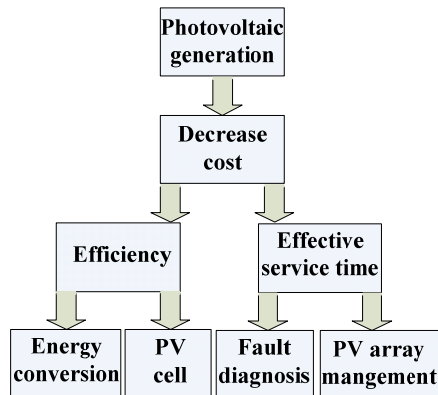 Photovoltaic
generation
Decrease
cost
Efficiency
Effective
service time
Energy
conversion
PV
cell
Fault
diagnosis
PV array
mangement